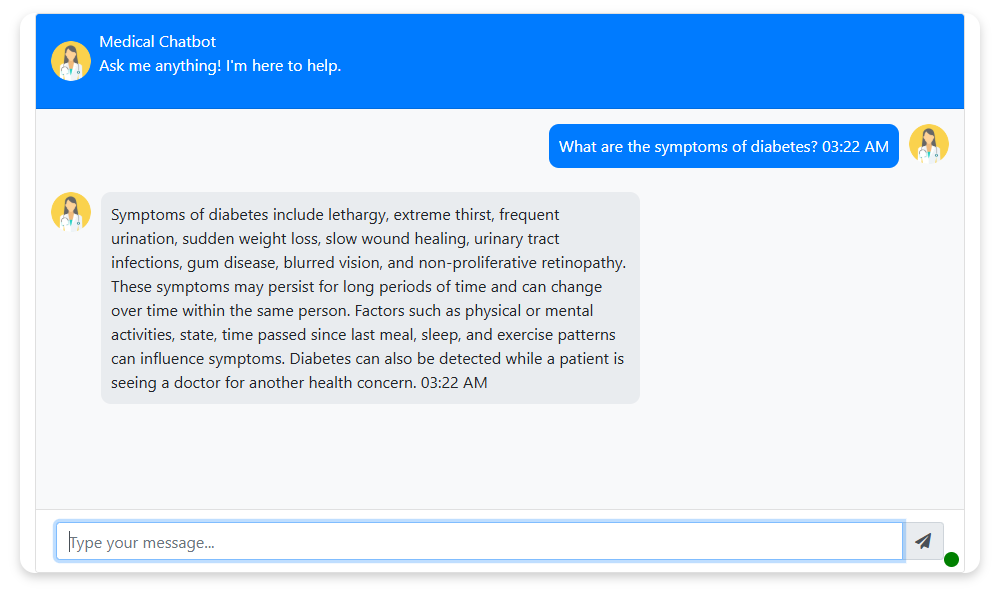 Medical Chatbot
Ask me anything! I'm here to help.
What are the symptoms of diabetes? 03:22 AM
Symptoms of diabetes include lethargy, extreme thirst, frequent
urination, sudden weight loss, slow wound healing, urinary tract
infections, gum disease, blurred vision, and non-proliferative retinopathy.
These symptoms may persist for long periods of time and can change
over time within the same person. Factors such as physical or mental
activities, state, time passed since last meal, sleep, and exercise patterns
can influence symptoms. Diabetes can also be detected while a patient is
seeing a doctor for another health concern. 03:22 AM
Type your message...